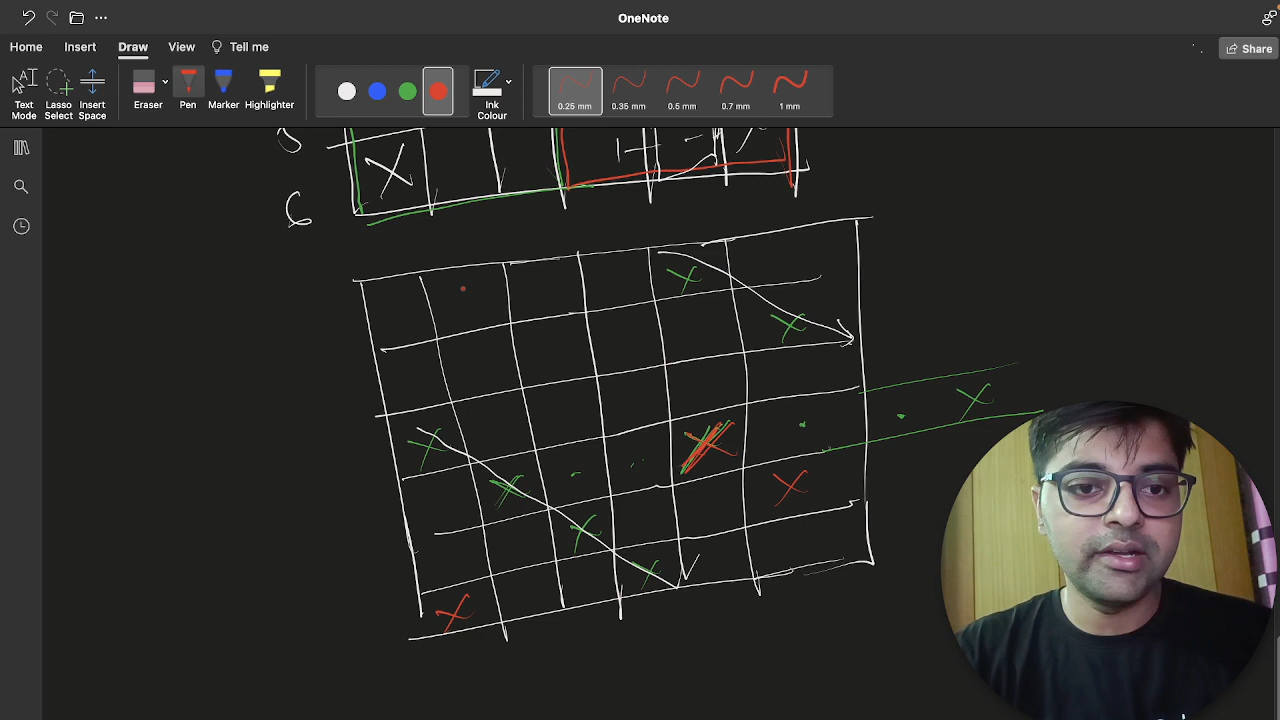 OneNote
Home Insert Draw View Tell me
Share
Text Mode
Lasso Select
Insert Space
Eraser
Pen
Marker
Highlighter
Ink Colour
0.25 mm
0.35 mm
0.5 mm
0.7 mm
1 mm
X
6
X
X
X
X
X
X
X
X
X
X
X